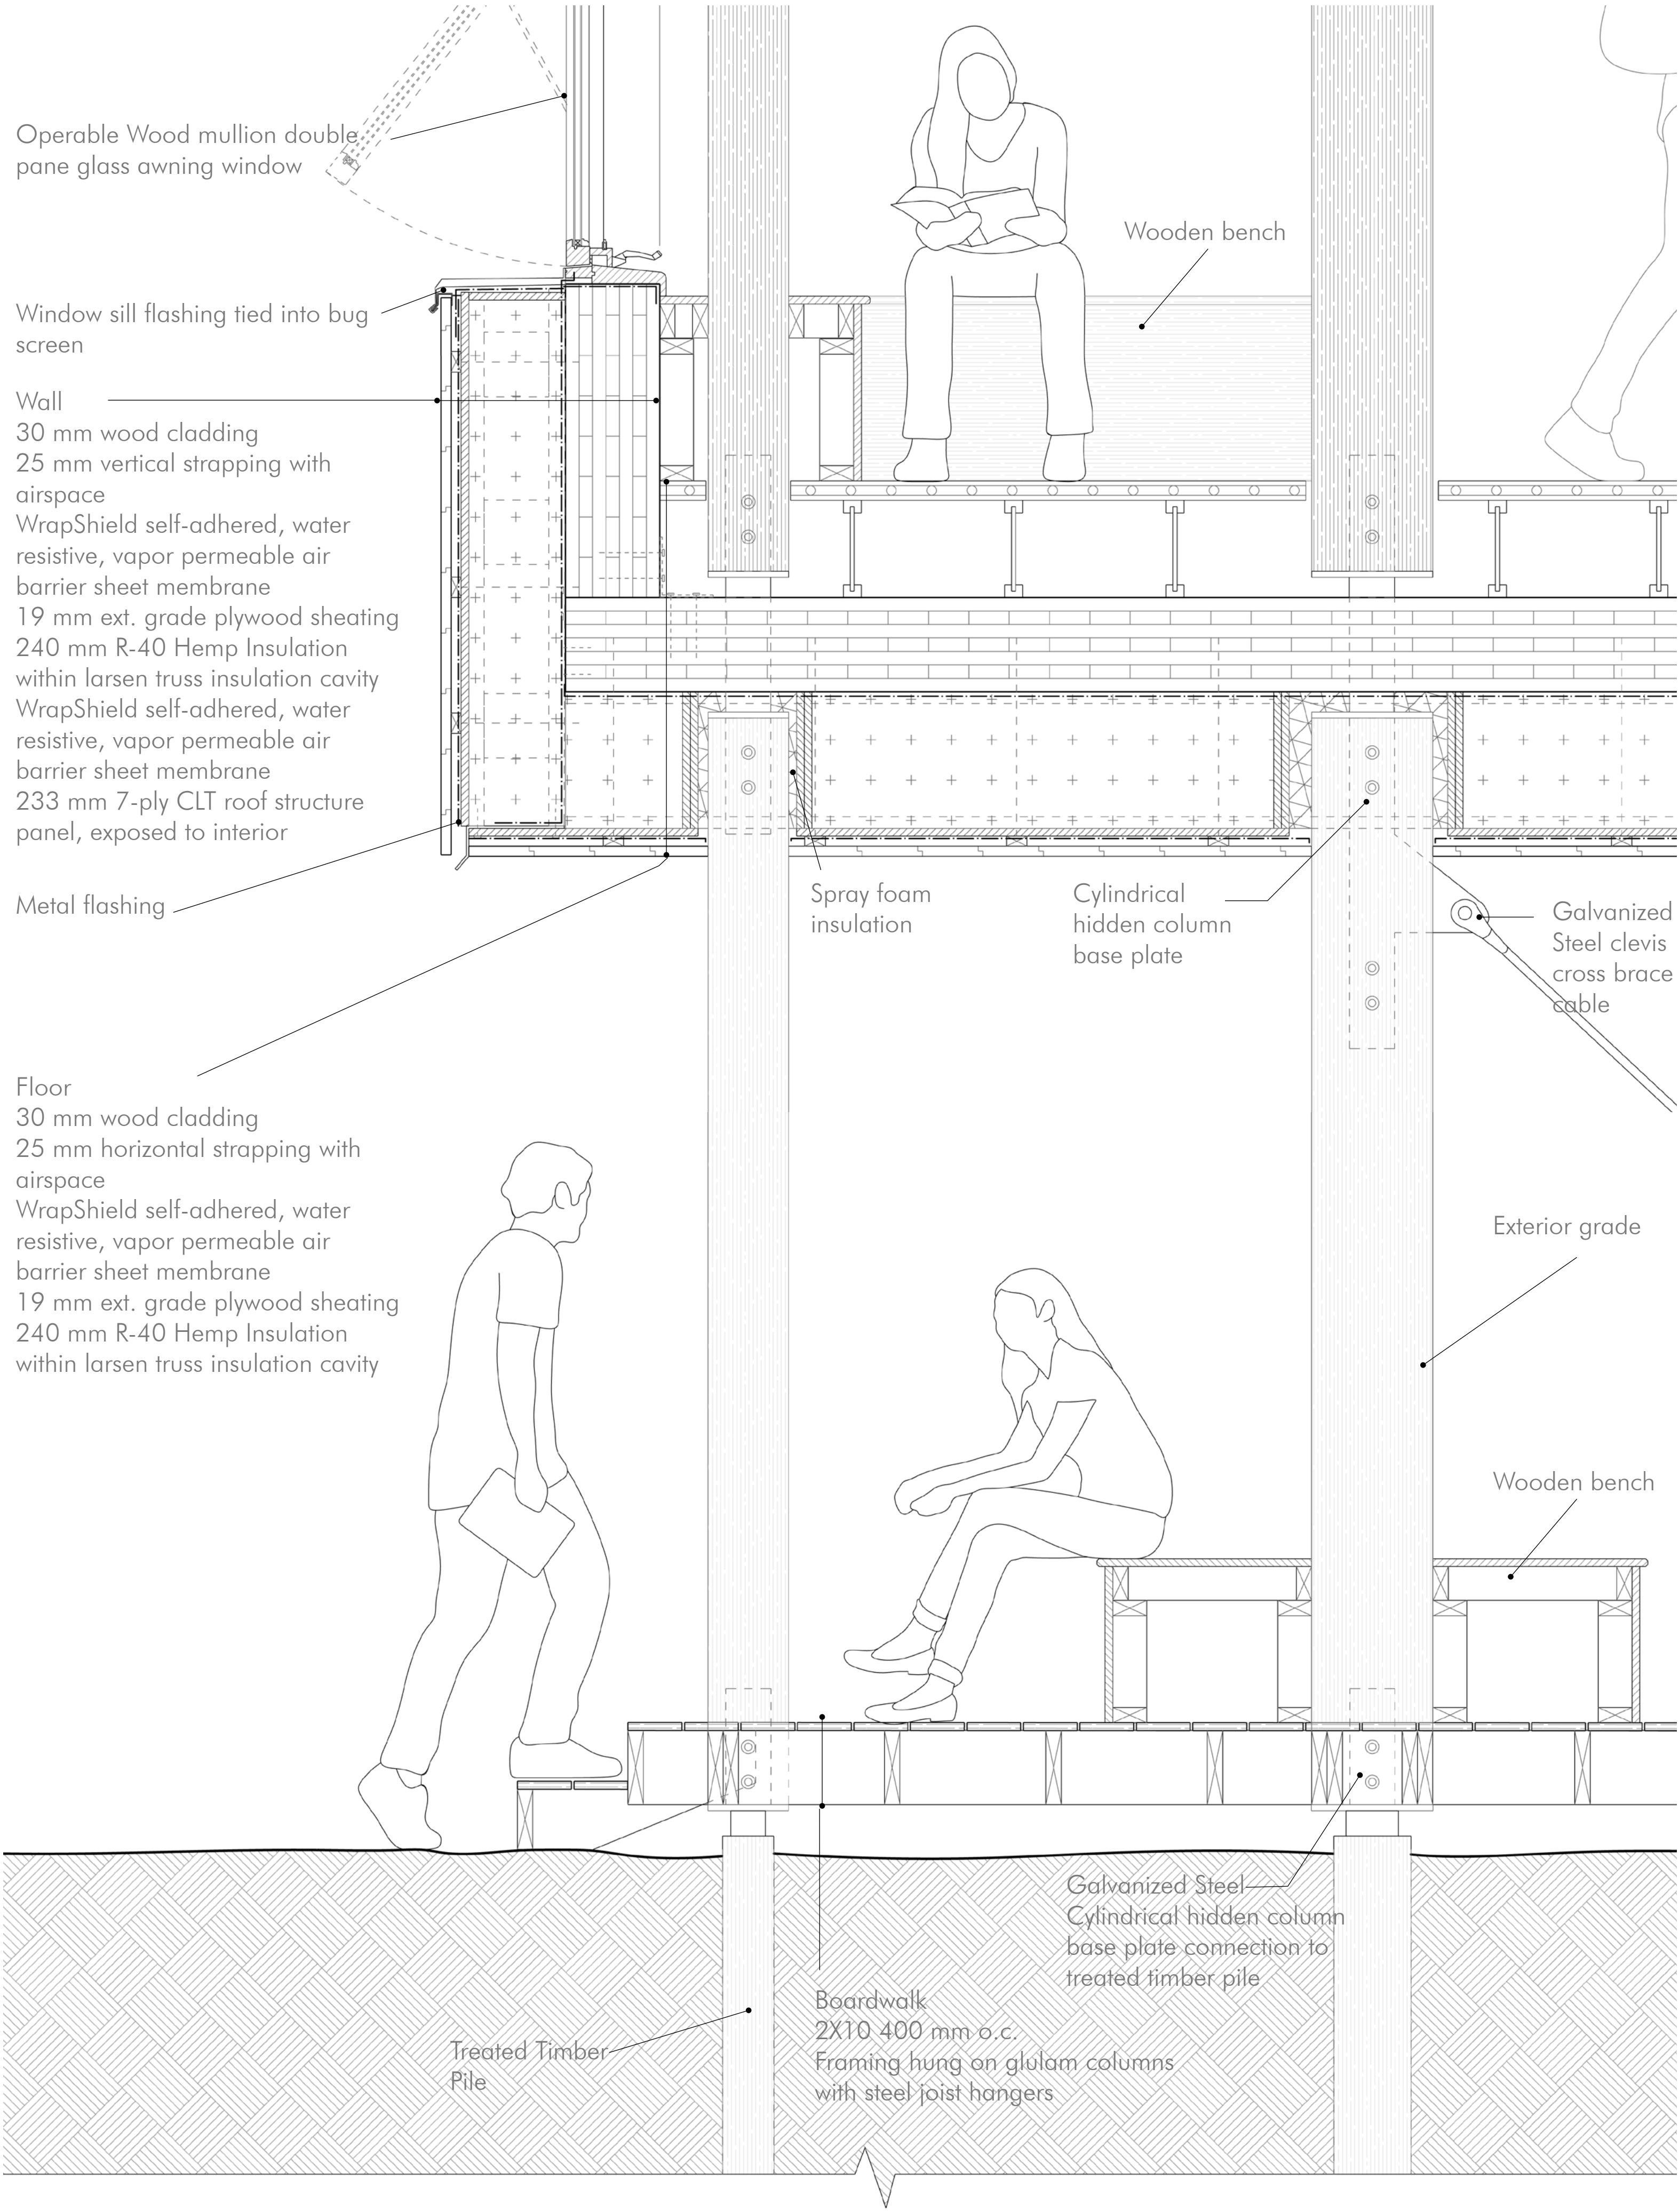 Operable Wood mullion double
pane glass awning window
Wooden bench
Window sill flashing tied into bug
screen
Wall
30 mm wood cladding
25 mm vertical strapping with
airspace
WrapShield self-adhered, water
resistive, vapor permeable air
barrier sheet membrane
19 mm ext. grade plywood sheating
240 mm R-40 Hemp Insulation
within larsen truss insulation cavity
WrapShield self-adhered, water
resistive, vapor permeable air
barrier sheet membrane
233 mm 7-ply CLT roof structure
panel, exposed to interior
Metal flashing
Spray foam
insulation
Cylindrical
hidden column
base plate
Galvanized
Steel clevis
cross brace
cable
Floor
30 mm wood cladding
25 mm horizontal strapping with
airspace
WrapShield self-adhered, water
resistive, vapor permeable air
barrier sheet membrane
19 mm ext. grade plywood sheating
240 mm R-40 Hemp Insulation
within larsen truss insulation cavity
Exterior grade
Wooden bench
Galvanized Steel
Cylindrical hidden column
base plate connection to
treated timber pile
Boardwalk
2X10 400 mm o.c.
Framing hung on glulam columns
with steel joist hangers
Treated Timber
Pile